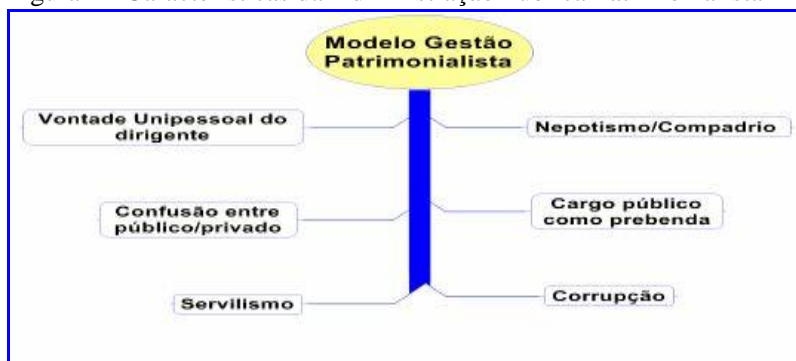 Modelo Gestão
Patrimonialista
Vontade Unipessoal do
dirigente
Nepotismo/Compadrio
Confusão entre
público/privado
Cargo público
como prebenda
Servilismo
Corrupção